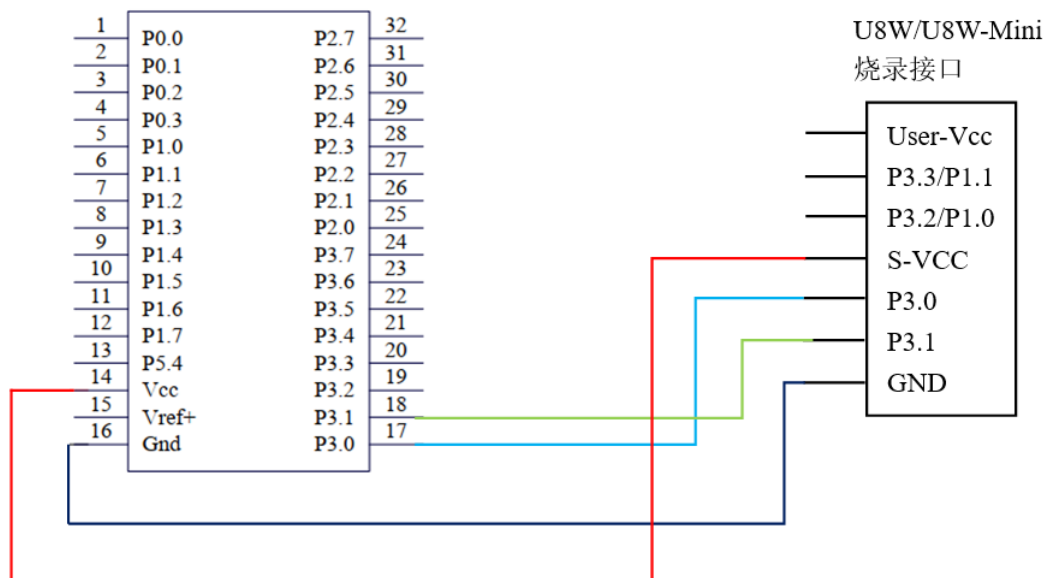 1 P0.0 P2.7 32
2 P0.1 P2.6 31
3 P0.2 P2.5 30
4 P0.3 P2.4 29
5 P1.0 P2.3 28
6 P1.1 P2.2 27
7 P1.2 P2.1 26
8 P1.3 P2.0 25
9 P1.4 P3.7 24
10 P1.5 P3.6 23
11 P1.6 P3.5 22
12 P1.7 P3.4 21
13 P5.4 P3.3 20
14 Vcc P3.2 19
15 Vref+ P3.1 18
16 Gnd P3.0 17
U8W/U8W-Mini
烧录接口
User-Vcc
P3.3/P1.1
P3.2/P1.0
S-VCC
P3.0
P3.1
GND